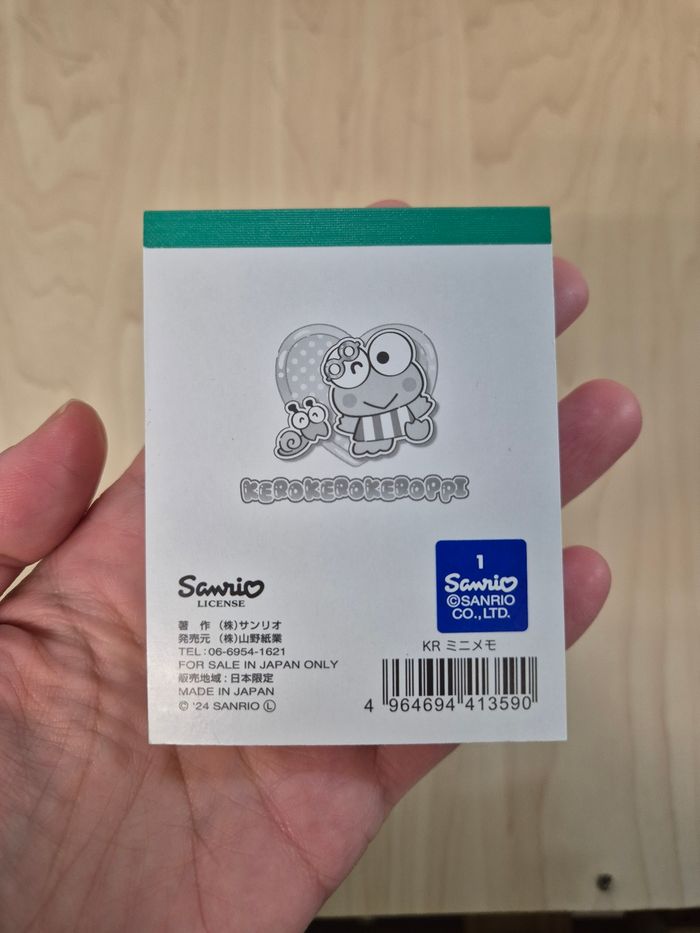 KEROKEROKEROPPI
Sanrio
LICENSE
著　作　(株)サンリオ
発売元　(株)山野紙業
TEL:06-6954-1621
FOR SALE IN JAPAN ONLY
販売地域:日本限定
MADE IN JAPAN
© '24 SANRIO Ⓛ
1
Sanrio
©SANRIO
CO., LTD.
KR ミニメモ
4 964694 413590